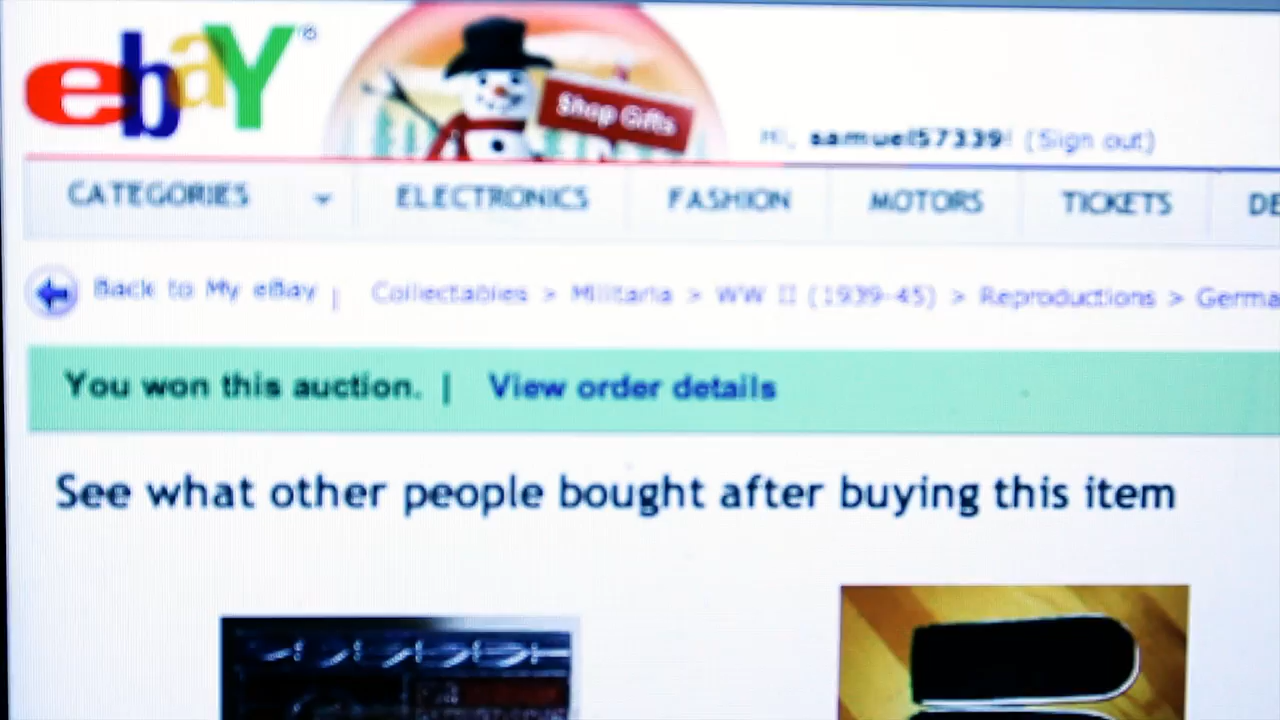 ebaY®
Shop Gifts
Hi, samuel57339! (Sign out)
CATEGORIES ELECTRONICS FASHION MOTORS TICKETS DE
Back to My eBay | Collectables > Militaria > WW II (1939-45) > Reproductions > Germa
You won this auction. | View order details
See what other people bought after buying this item